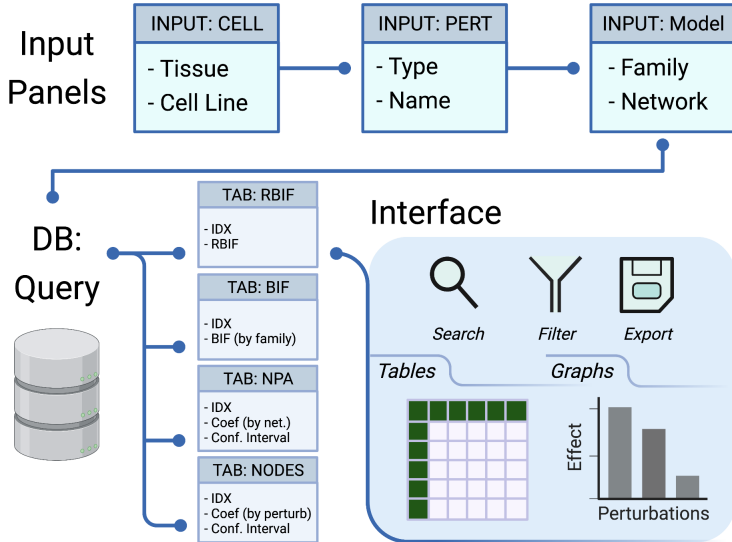 Input
Panels
INPUT: CELL
- Tissue
- Cell Line
INPUT: PERT
- Type
- Name
INPUT: Model
- Family
- Network
DB:
Query
TAB: RBIF
- IDX
- RBIF
TAB: BIF
- IDX
- BIF (by family)
TAB: NPA
- IDX
- Coef (by net.)
- Conf. Interval
TAB: NODES
- IDX
- Coef (by perturb)
- Conf. Interval
Interface
Search
Filter
Export
Tables
Graphs
Effect
Perturbations